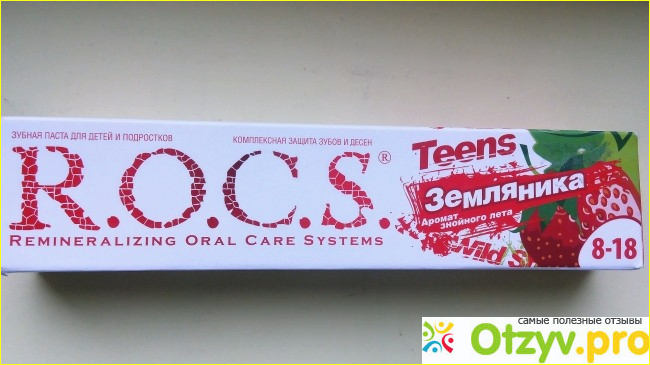 ЗУБНАЯ ПАСТА ДЛЯ ДЕТЕЙ И ПОДРОСТКОВ
КОМПЛЕКСНАЯ ЗАЩИТА ЗУБОВ И ДЕСЕН
R.O.C.S.®
REMINERALIZING ORAL CARE SYSTEMS
Teens
Земляника
Аромат
знойного лета
Wild S
8-18
самые полезные отзывы
Otzyv.pro